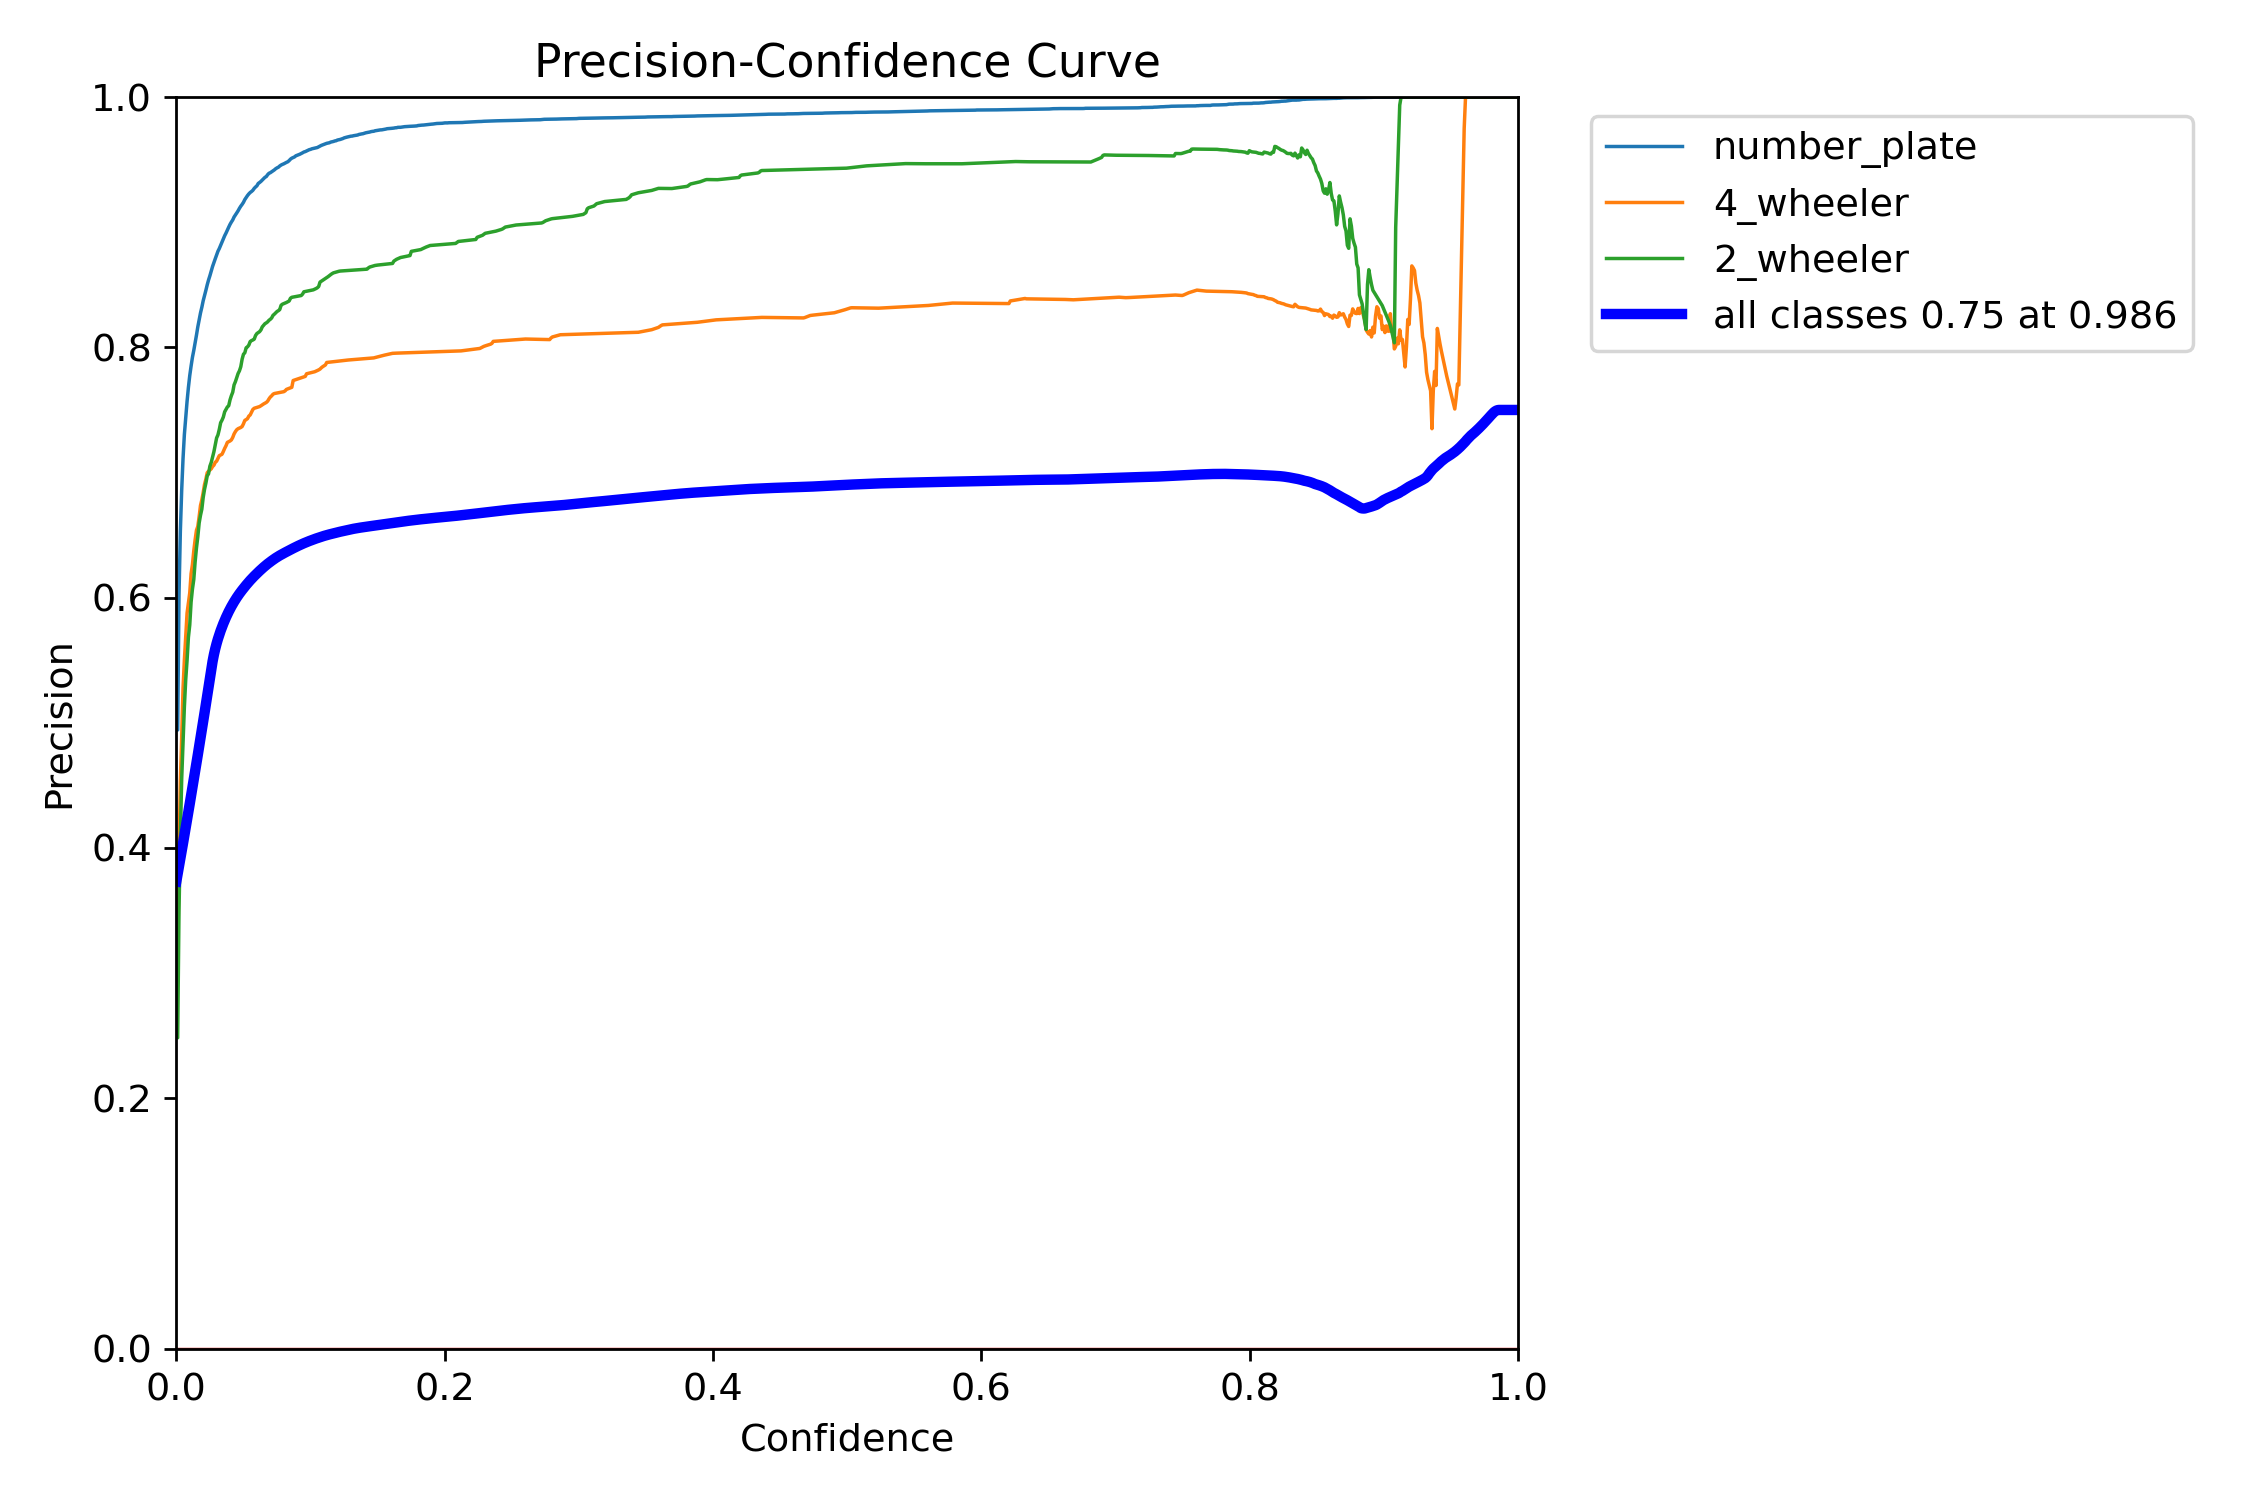 Precision-Confidence Curve
1.0
0.8
0.6
0.4
0.2
0.0
Precision
0.0 0.2 0.4 0.6 0.8 1.0
Confidence
number_plate
4_wheeler
2_wheeler
all classes 0.75 at 0.986